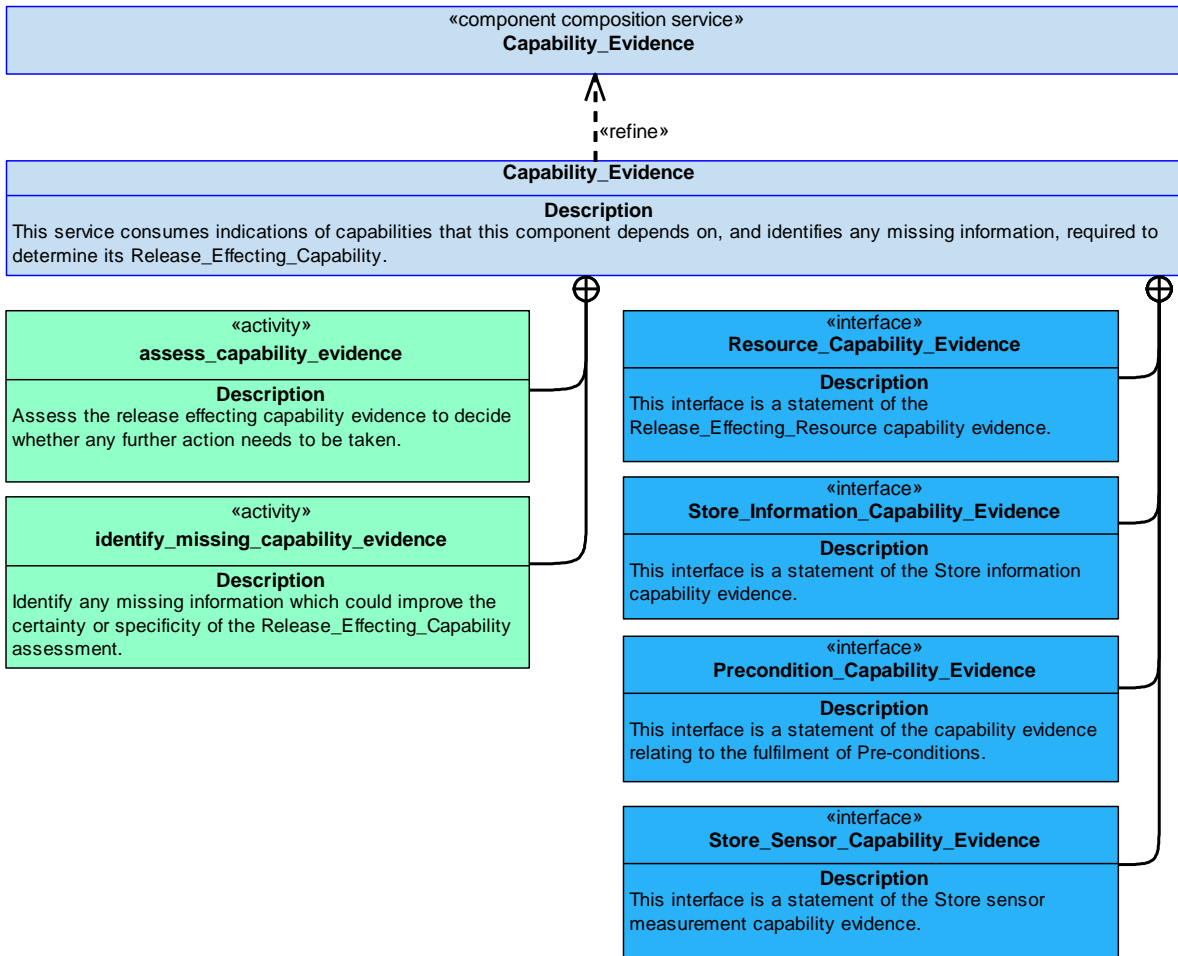 «component composition service»
Capability_Evidence
«refine»
Capability_Evidence
Description
This service consumes indications of capabilities that this component depends on, and identifies any missing information, required to
determine its Release_Effecting_Capability.
«activity»
assess_capability_evidence
Description
Assess the release effecting capability evidence to decide
whether any further action needs to be taken.
«activity»
identify_missing_capability_evidence
Description
Identify any missing information which could improve the
certainty or specificity of the Release_Effecting_Capability
assessment.
«interface»
Resource_Capability_Evidence
Description
This interface is a statement of the
Release_Effecting_Resource capability evidence.
«interface»
Store_Information_Capability_Evidence
Description
This interface is a statement of the Store information
capability evidence.
«interface»
Precondition_Capability_Evidence
Description
This interface is a statement of the capability evidence
relating to the fulfilment of Pre-conditions.
«interface»
Store_Sensor_Capability_Evidence
Description
This interface is a statement of the Store sensor
measurement capability evidence.